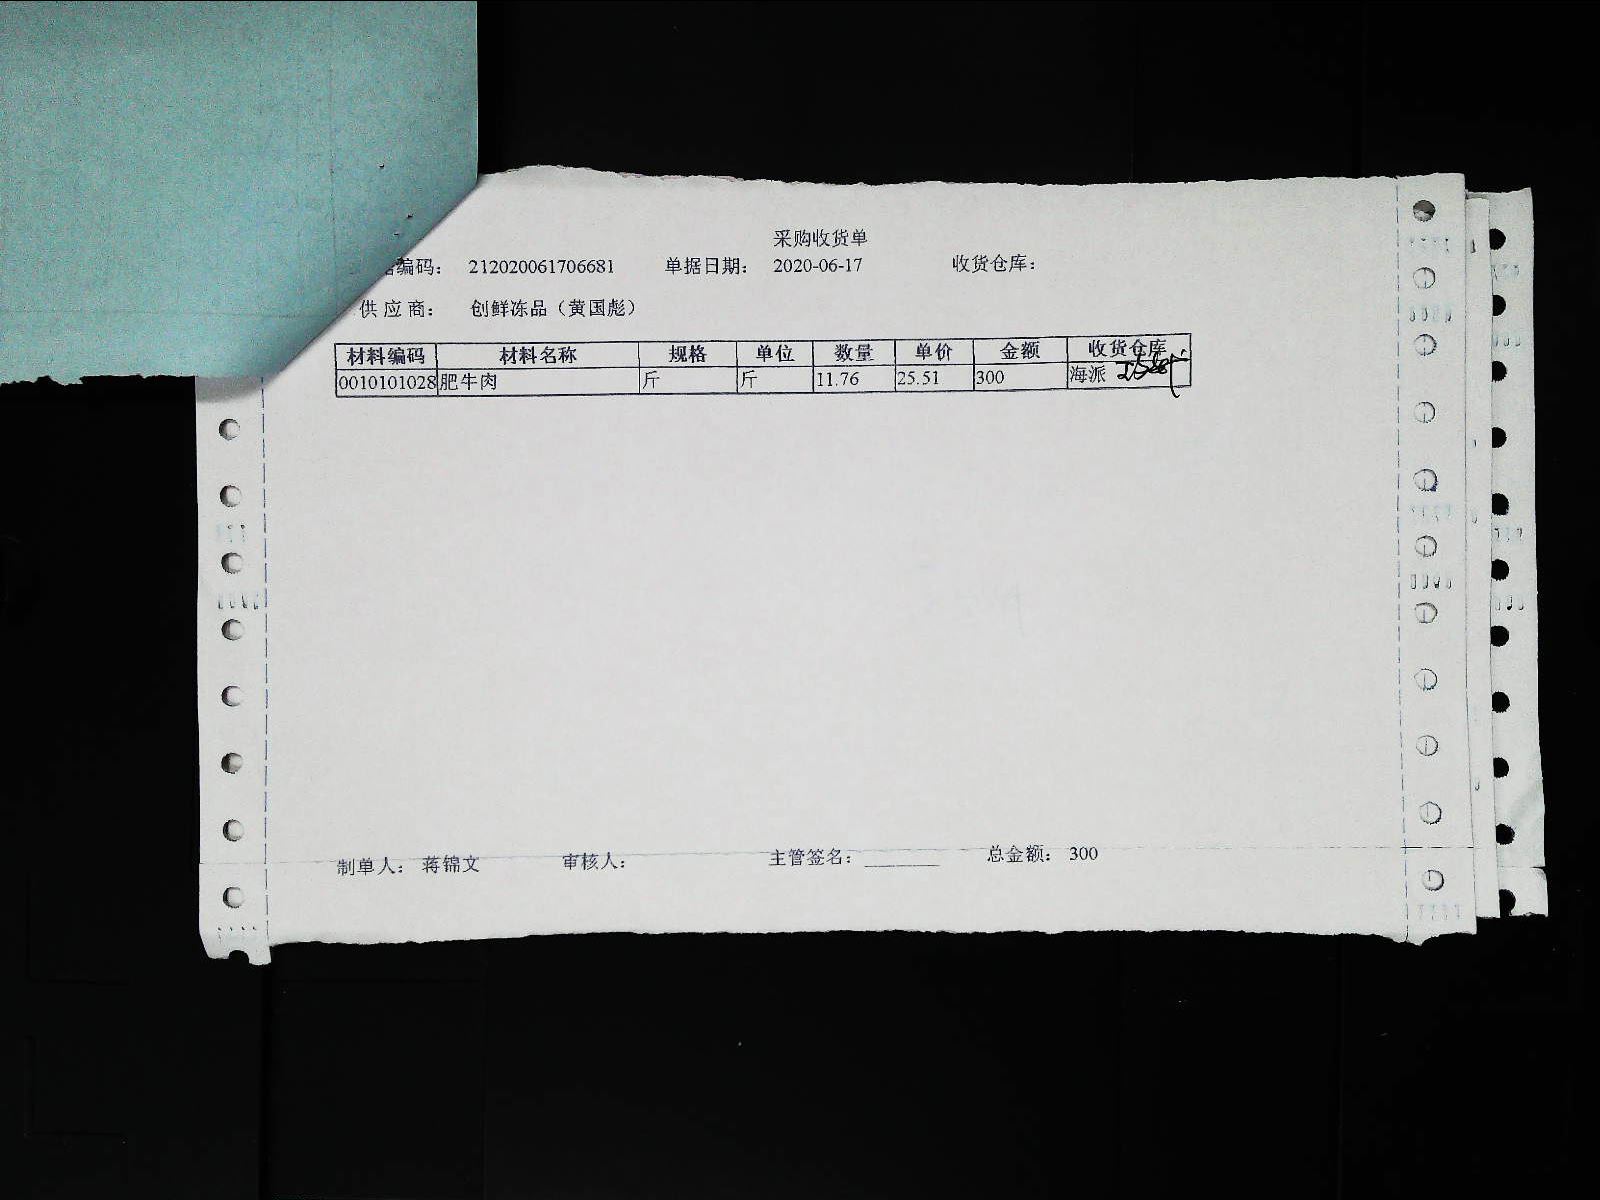 采购收货单
编码： 212020061706681 单据日期： 2020-06-17 收货仓库：
供应商： 创鲜冻品（黄国彪）
材料编码 材料名称 规格 单位 数量 单价 金额 收货仓库
0010101028 肥牛肉 斤 斤 11.76 25.51 300 海派
制单人： 蒋锦文 审核人： 主管签名： ________ 总金额： 300